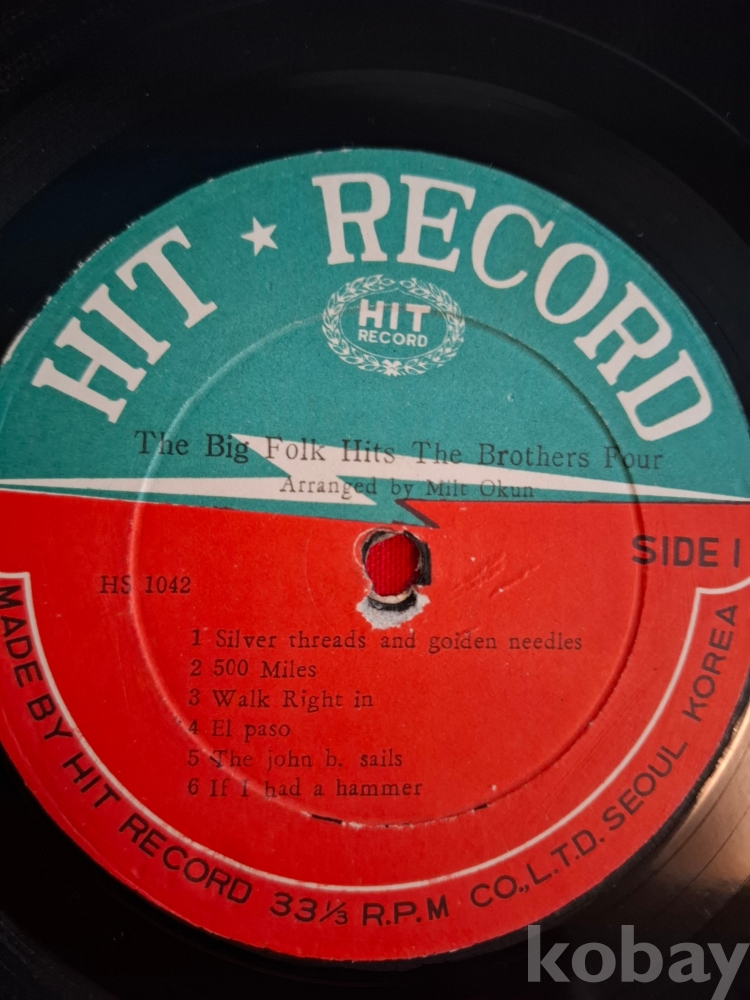 HIT ★ RECORD
HIT
RECORD
The Big Folk Hits The Brothers Four
Arranged by Milt Okun
SIDE 1
HS 1042
1 Silver threads and goiden needles
2 500 Miles
3 Walk Right in
4 El paso
5 The john b. sails
6 If I had a hammer
MADE BY HIT RECORD 33⅓ R.P.M CO.,L.T.D. SEOUL KOREA
kobay